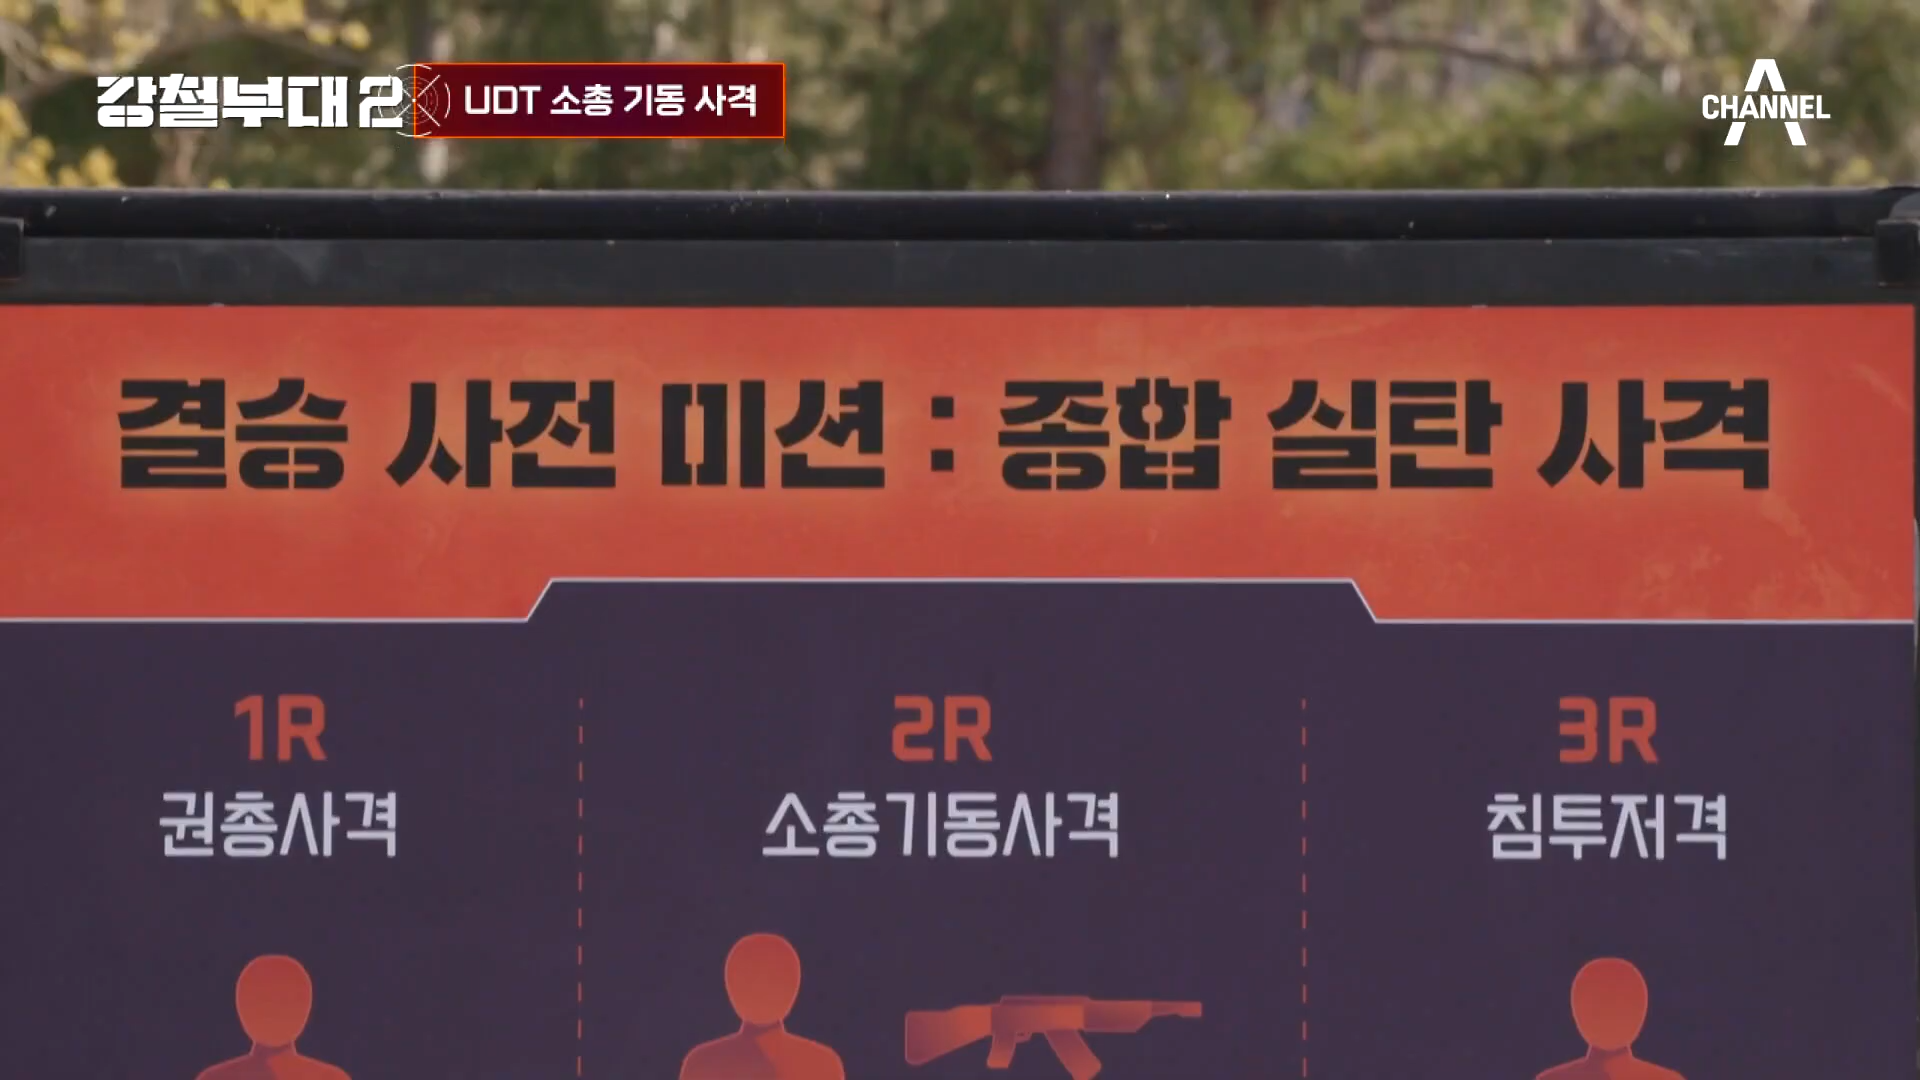 강철부대2 UDT 소총 기동 사격
CHANNEL A
결승 사전 미션 : 종합 실탄 사격
1R 2R 3R
권총사격 소총기동사격 침투저격